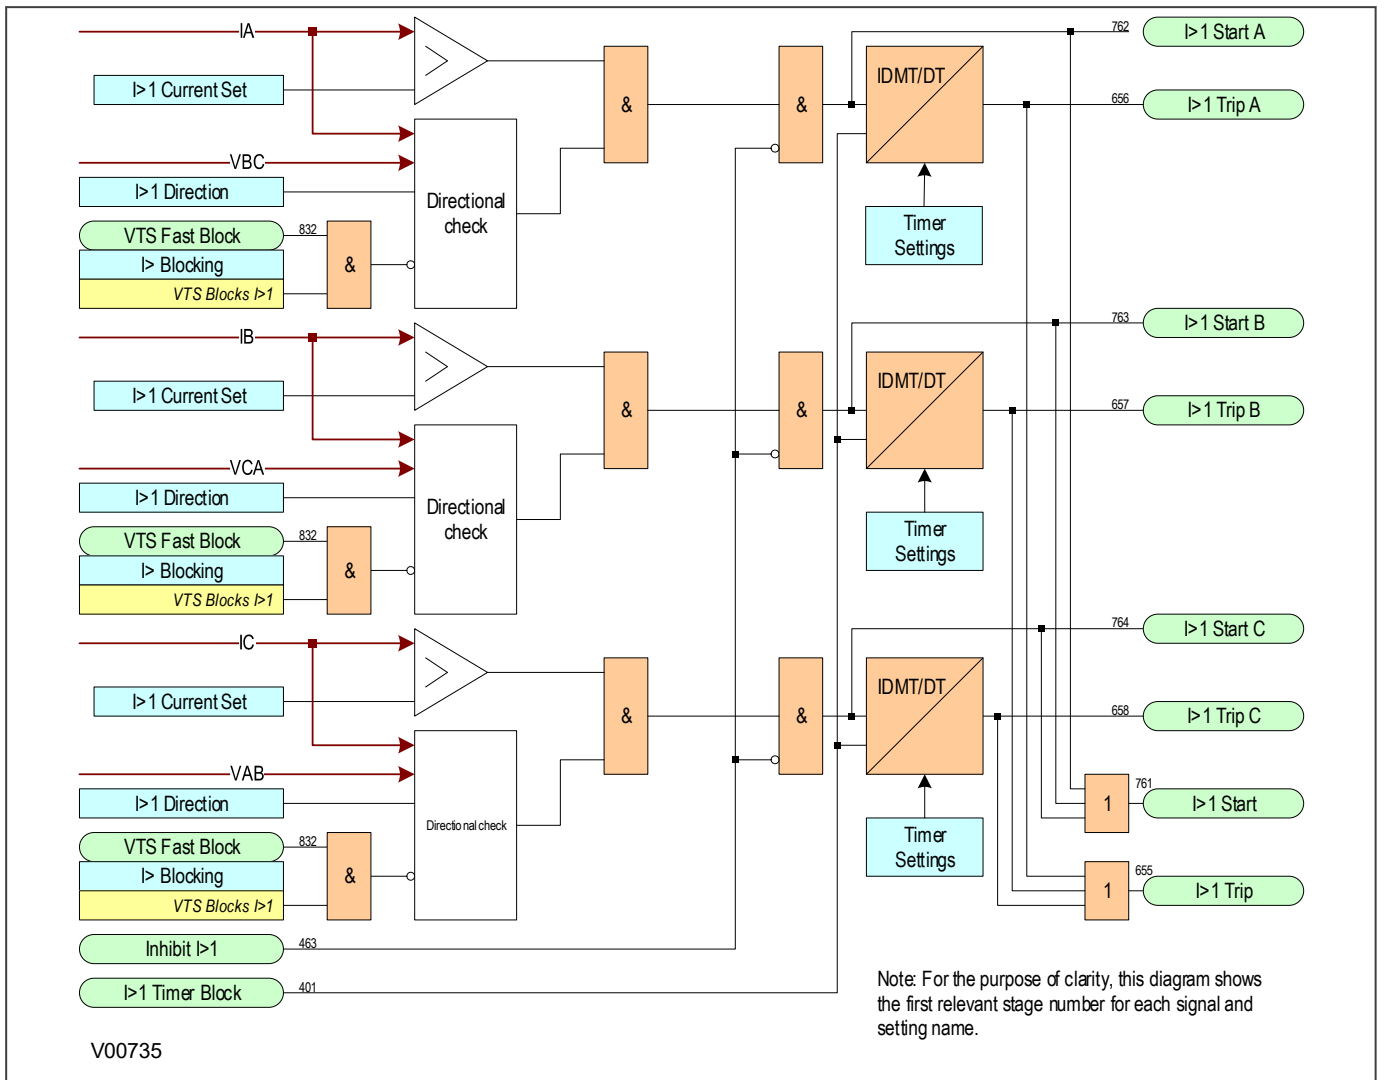 IA
762
I>1 Start A
I>1 Current Set
IDMT/DT
&
&
656
I>1 Trip A
VBC
I>1 Direction
Directional
check
Timer
Settings
VTS Fast Block
832
I> Blocking
&
VTS Blocks I>1
763
I>1 Start B
IB
I>1 Current Set
IDMT/DT
&
&
657
I>1 Trip B
VCA
I>1 Direction
Directional
check
Timer
Settings
VTS Fast Block
832
I> Blocking
&
VTS Blocks I>1
764
I>1 Start C
IC
I>1 Current Set
IDMT/DT
&
&
658
I>1 Trip C
VAB
I>1 Direction
Directional check
761
1
I>1 Start
Timer
Settings
VTS Fast Block
832
I> Blocking
&
VTS Blocks I>1
655
1
I>1 Trip
Inhibit I>1
463
I>1 Timer Block
401
Note: For the purpose of clarity, this diagram shows
the first relevant stage number for each signal and
setting name.
V00735